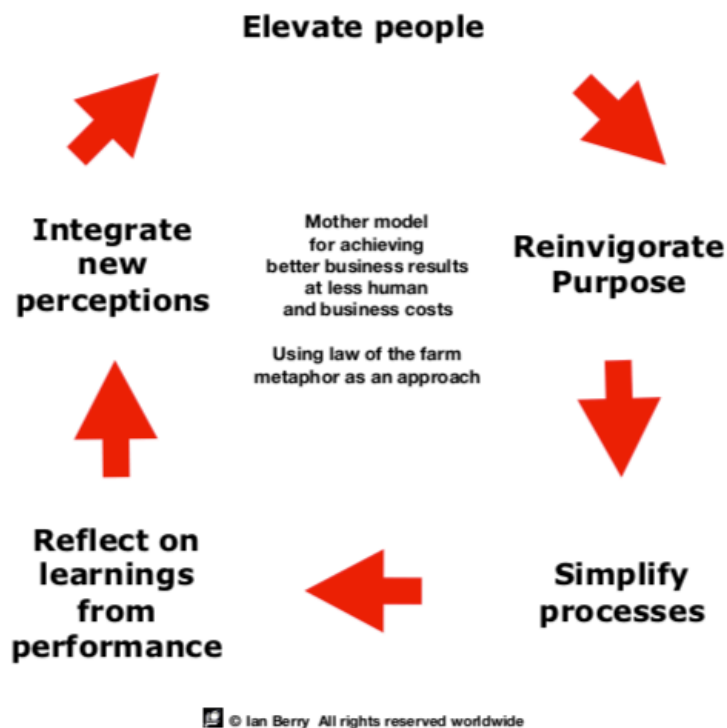 Elevate people
Reinvigorate
Purpose
Simplify
processes
Reflect on
learnings
from
performance
Integrate
new
perceptions
Mother model
for achieving
better business results
at less human
and business costs
Using law of the farm
metaphor as an approach
© Ian Berry All rights reserved worldwide